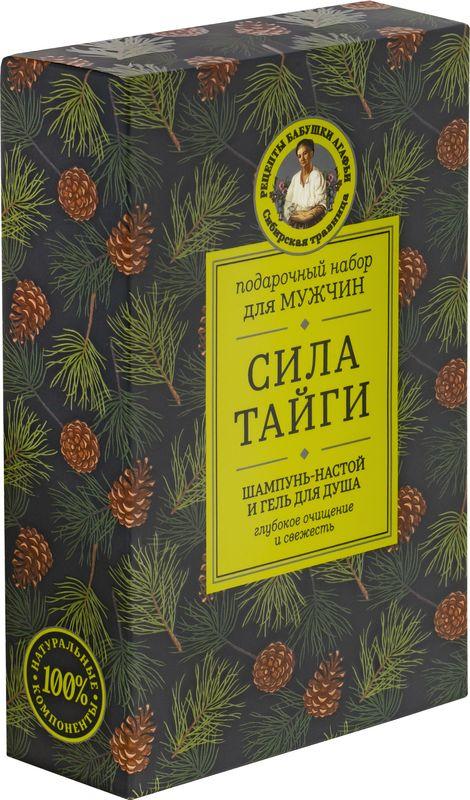 РЕЦЕПТЫ БАБУШКИ АГАФЬИ
Сибирская травница
подарочный набор
для МУЖЧИН
СИЛА
ТАЙГИ
ШАМПУНЬ-НАСТОЙ
И ГЕЛЬ ДЛЯ ДУША
глубокое очищение
и свежесть
НАТУРАЛЬНЫЕ
100%
КОМПОНЕНТЫ